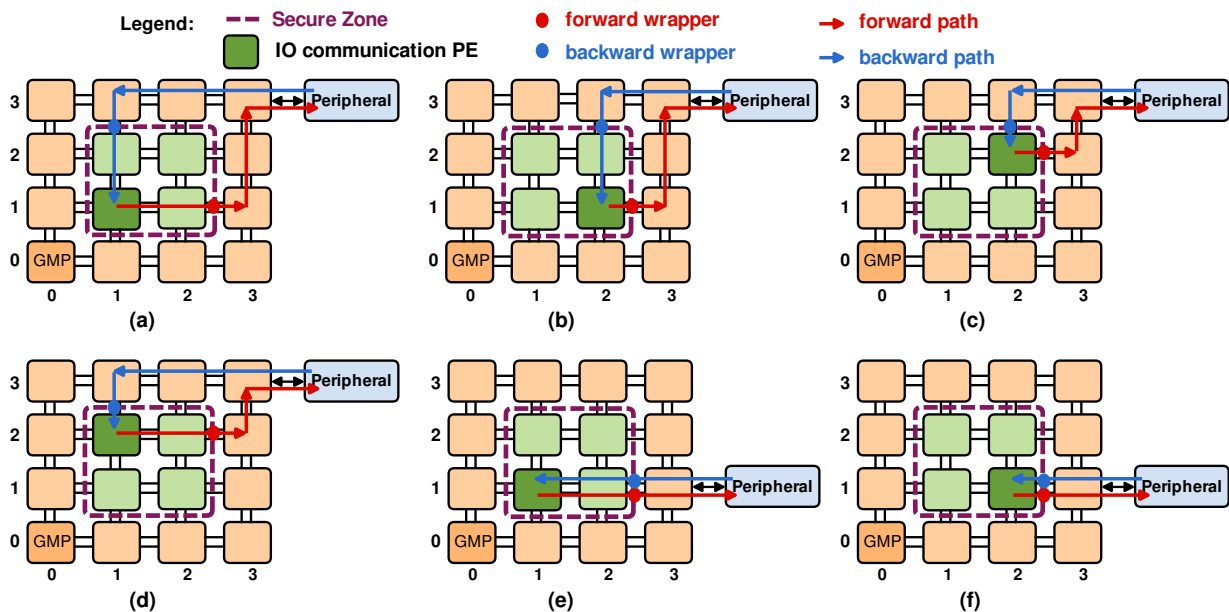 Legend:
Secure Zone
IO communication PE
forward wrapper
backward wrapper
forward path
backward path
3 Peripheral
2
1
0 GMP
0 1 2 3
(a)
3 Peripheral
2
1
0 GMP
0 1 2 3
(b)
3 Peripheral
2
1
0 GMP
0 1 2 3
(c)
3 Peripheral
2
1
0 GMP
0 1 2 3
(d)
3
2
1 Peripheral
0 GMP
0 1 2 3
(e)
3
2
1 Peripheral
0 GMP
0 1 2 3
(f)